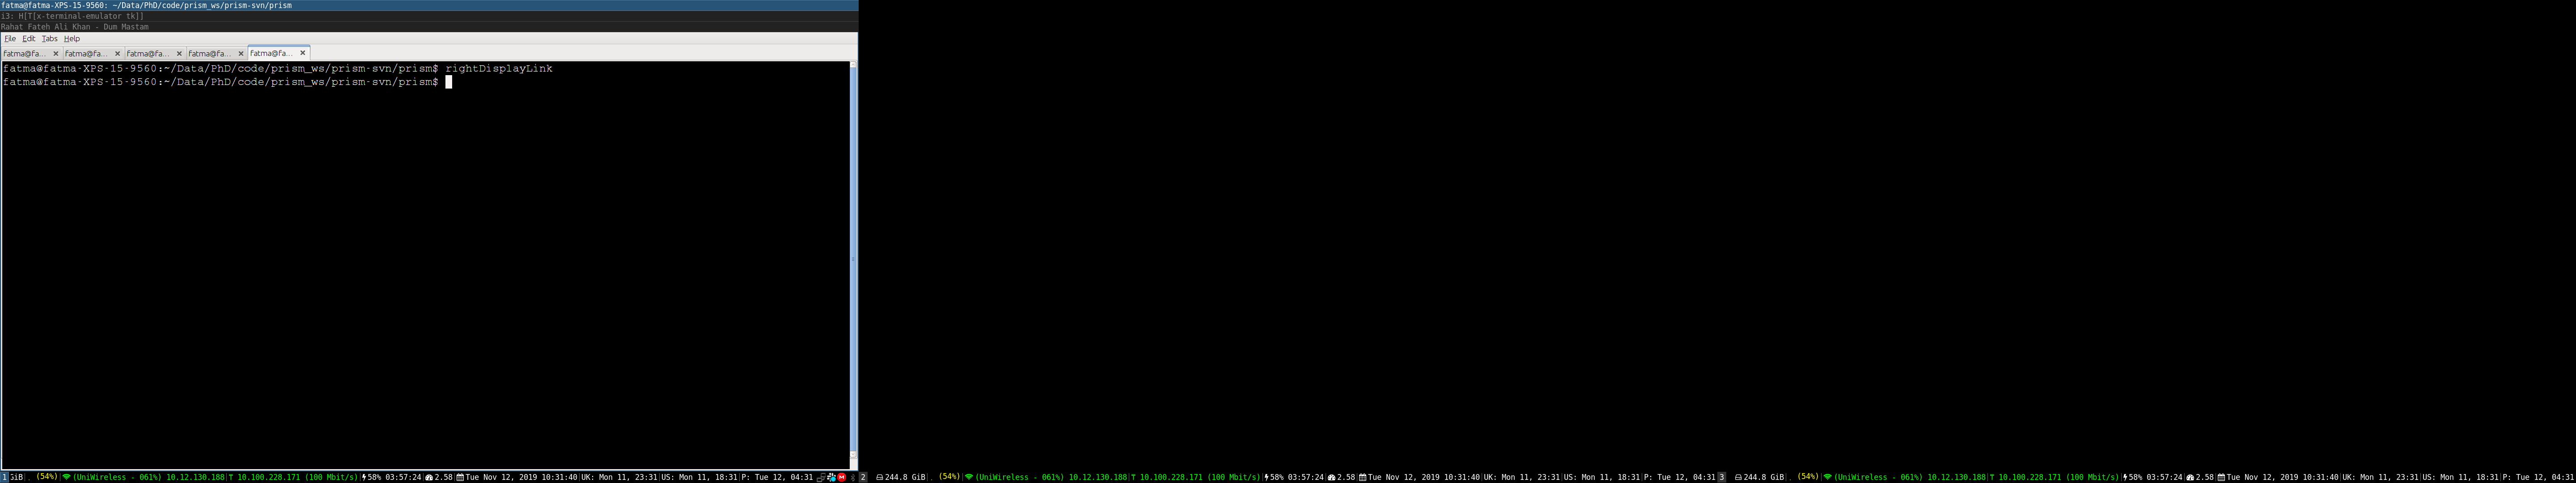 fatma@fatma-XPS-15-9560: ~/Data/PhD/code/prism_ws/prism-svn/prism
i3: H[T[x-terminal-emulator tk]]
Rahat Fateh Ali Khan - Dum Mastam
File Edit Tabs Help
fatma@fa... fatma@fa... fatma@fa... fatma@fa... fatma@fa...
fatma@fatma-XPS-15-9560:~/Data/PhD/code/prism_ws/prism-svn/prism$ rightDisplayLink
fatma@fatma-XPS-15-9560:~/Data/PhD/code/prism_ws/prism-svn/prism$
1 GiB (54%) (UniWireless - 061%) 10.12.130.188 10.100.228.171 (100 Mbit/s) 58% 03:57:24 2.58 Tue Nov 12, 2019 10:31:40 UK: Mon 11, 23:31 US: Mon 11, 18:31 P: Tue 12, 04:31 2 244.8 GiB (54%) (UniWireless - 061%) 10.12.130.188 10.100.228.171 (100 Mbit/s) 58% 03:57:24 2.58 Tue Nov 12, 2019 10:31:40 UK: Mon 11, 23:31 US: Mon 11, 18:31 P: Tue 12, 04:31 3 244.8 GiB (54%) (UniWireless - 061%) 10.12.130.188 10.100.228.171 (100 Mbit/s) 58% 03:57:24 2.58 Tue Nov 12, 2019 10:31:40 UK: Mon 11, 23:31 US: Mon 11, 18:31 P: Tue 12, 04:31